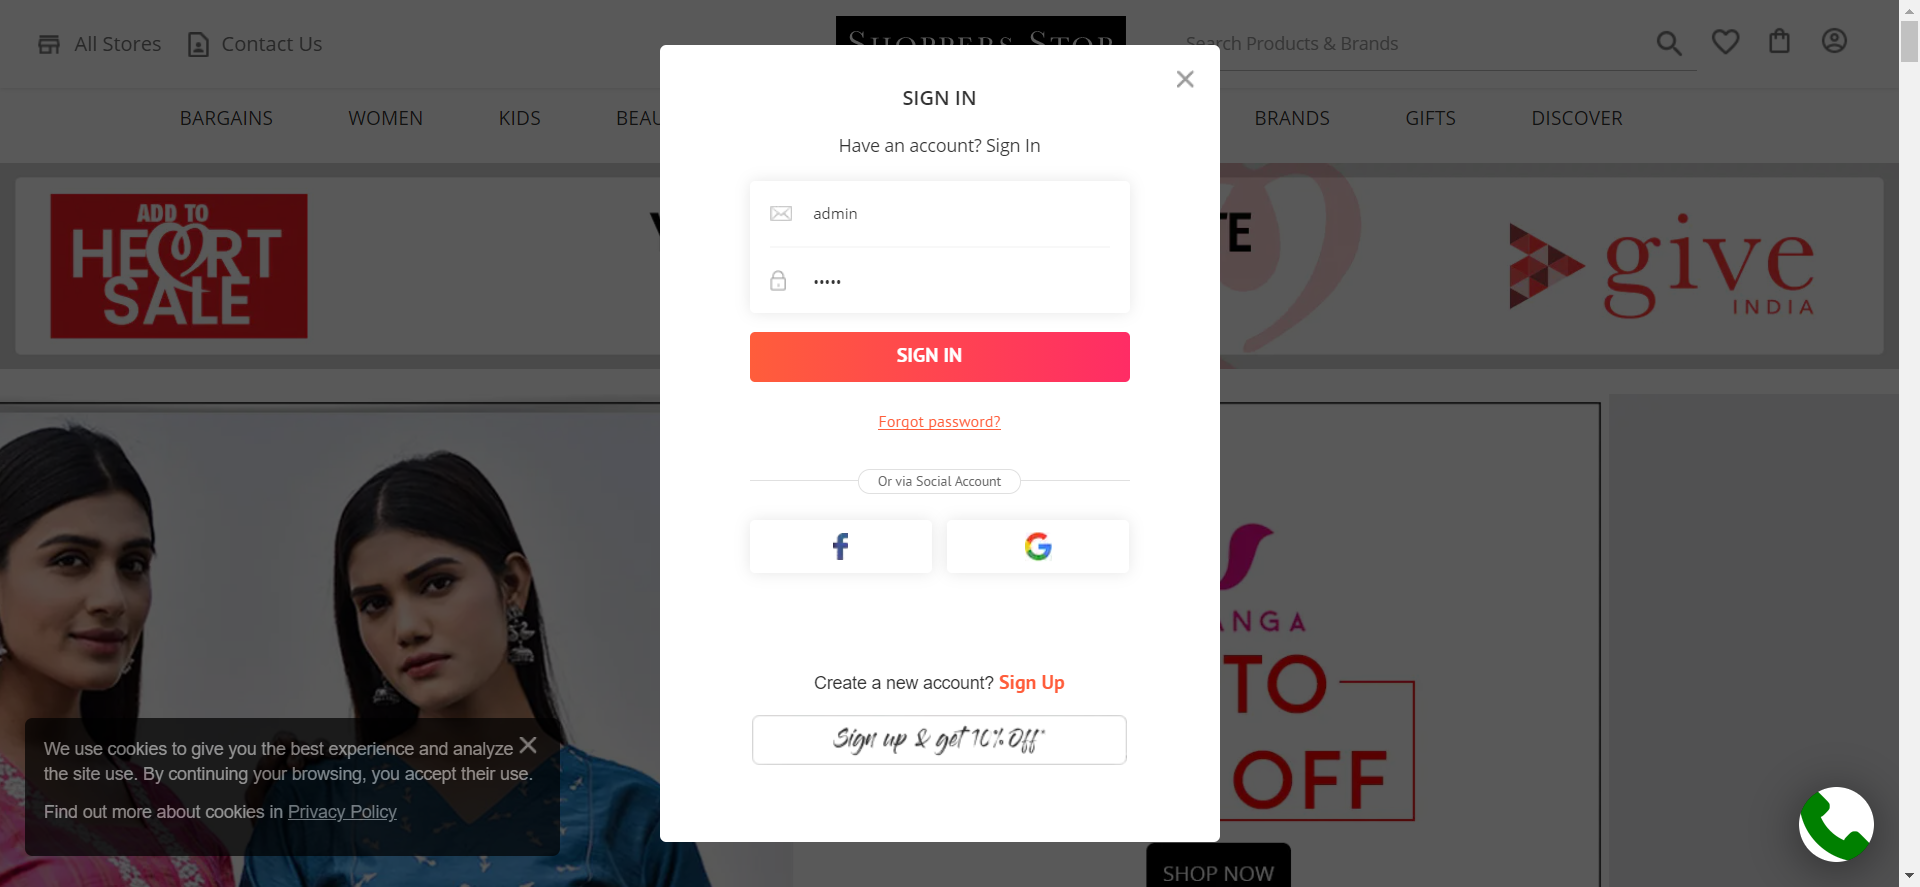 All Stores
Contact Us
SHOPPERS STOP
Search Products & Brands
BARGAINS
WOMEN
KIDS
BEAU
BRANDS
GIFTS
DISCOVER
SIGN IN
Have an account? Sign In
admin
•••••
SIGN IN
Forgot password?
Or via Social Account
Create a new account? Sign Up
Sign up & get 10% Off*
ADD TO
HEART
SALE
TE
give
INDIA
ANGA
TO
OFF
SHOP NOW
We use cookies to give you the best experience and analyze
the site use. By continuing your browsing, you accept their use.
Find out more about cookies in Privacy Policy